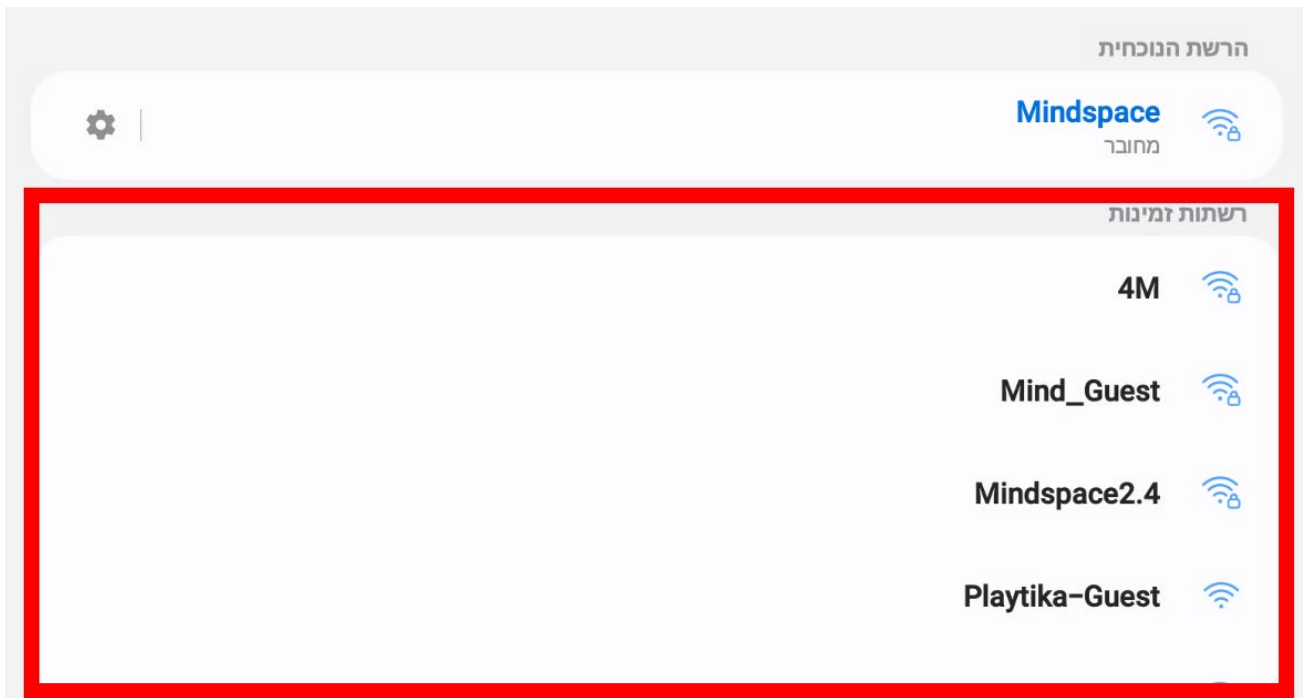 הרשת הנוכחית
Mindspace
מחובר
רשתות זמינות
4M
Mind_Guest
Mindspace2.4
Playtika-Guest